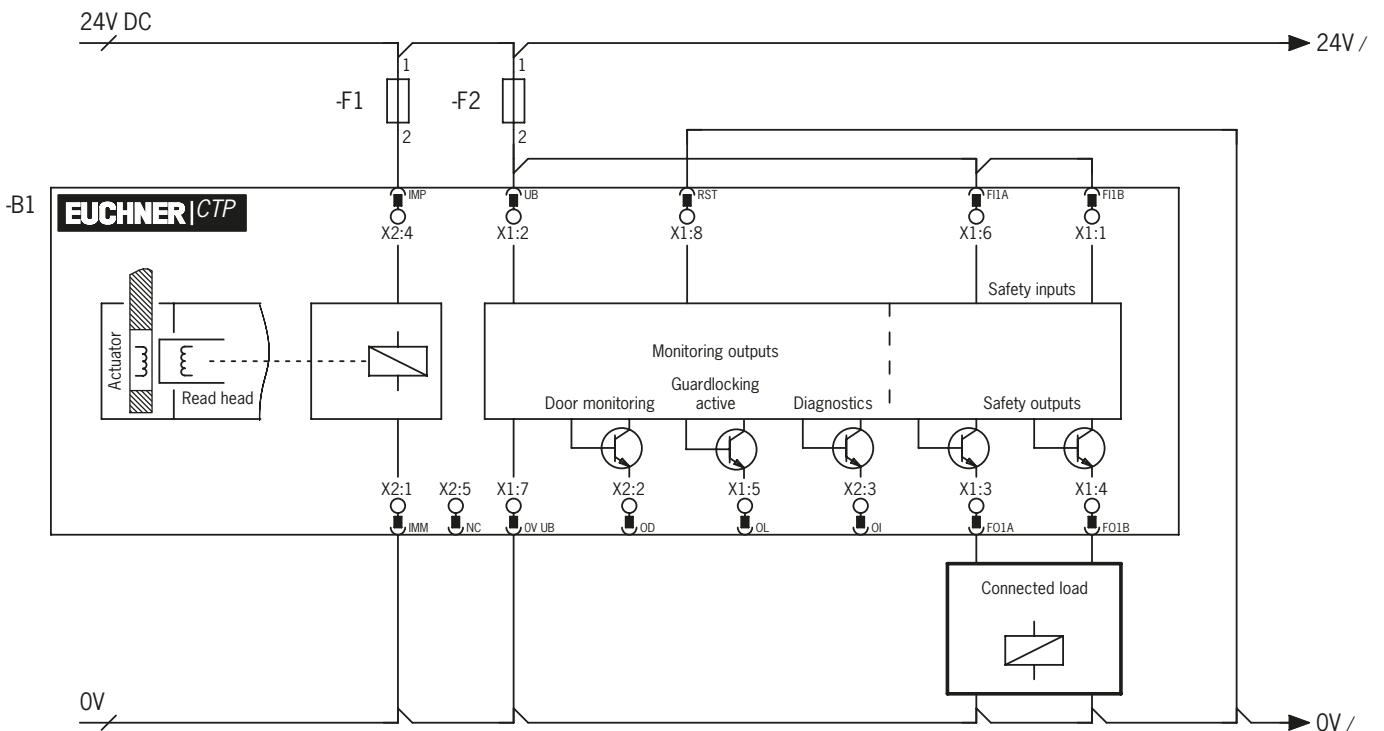 24V DC
24V /
1
1
-F1
-F2
2
2
-B1
EUCHNER|CTP
IMP
UB
RST
FI1A
FI1B
X2:4
X1:2
X1:8
X1:6
X1:1
Safety inputs
Actuator
Read head
Monitoring outputs
Door monitoring
Guardlocking
active
Diagnostics
Safety outputs
X2:1
X2:5
X1:7
X2:2
X1:5
X2:3
X1:3
X1:4
IMM
NC
0V UB
OD
OL
OI
FO1A
FO1B
Connected load
0V
0V /